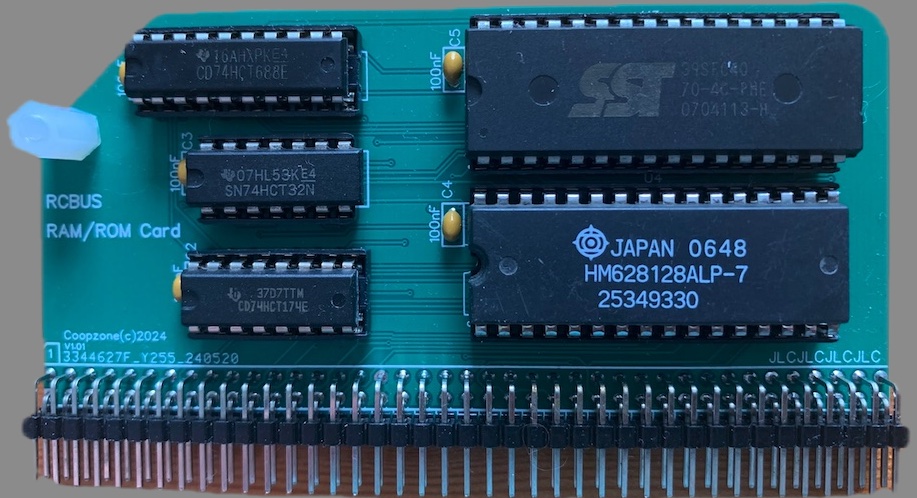 16AHXPKE4
CD74HCT688E
C3
100nF
07HL53KE4
SN74HCT32N
RCBUS
RAM/ROM Card
37D7TTM
CD74HCT174E
Coopzone(c)2024
V1.01
1
3344627F_Y255_240520
C5
100nF
SST
39SF040
70-4C-PHE
0704113-H
U4
C4
100nF
JAPAN 0648
HM628128ALP-7
25349330
JLCJLCJLCJLC